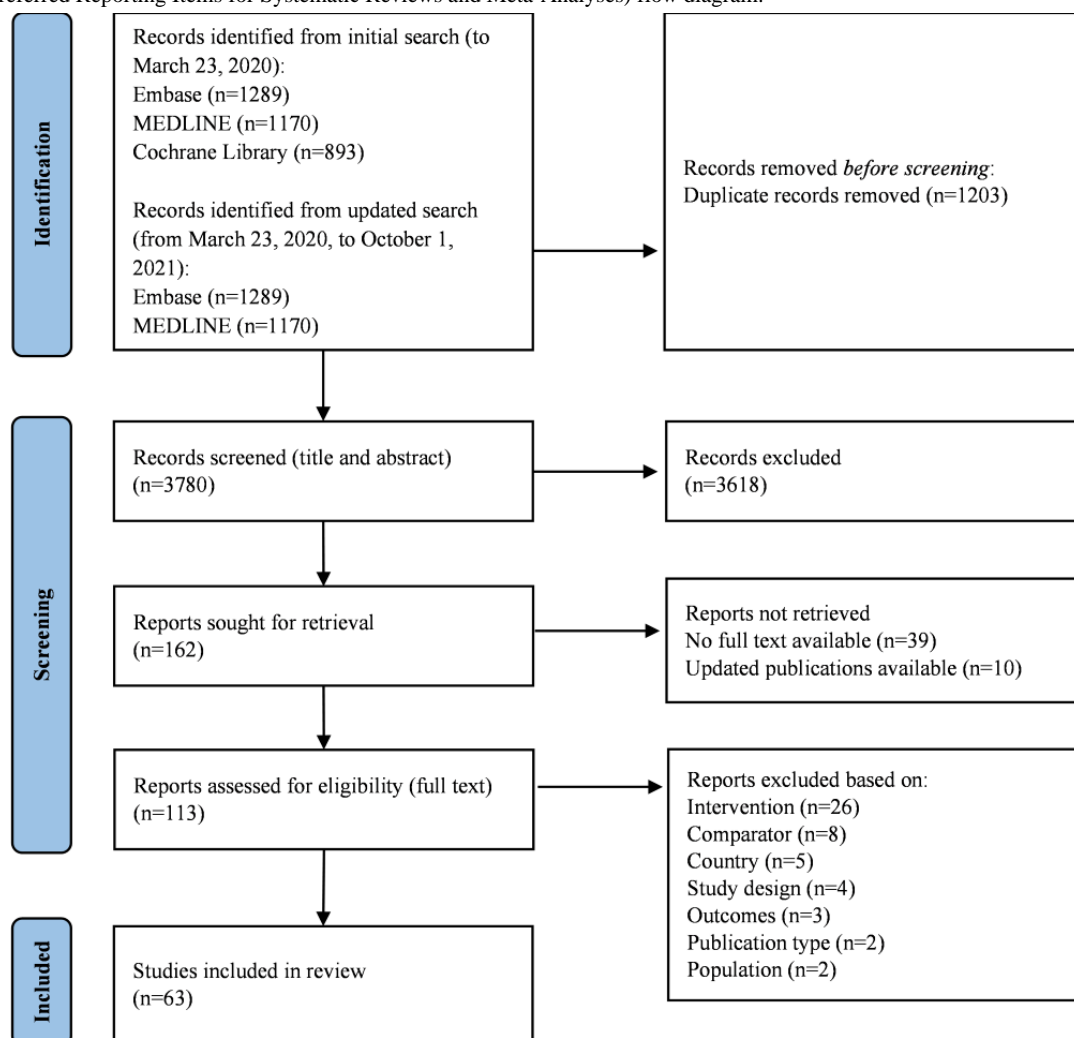 referred Reporting Items for Systematic Reviews and Meta-Analyses) flow diagram.
Identification
Records identified from initial search (to
March 23, 2020):
Embase (n=1289)
MEDLINE (n=1170)
Cochrane Library (n=893)
Records identified from updated search
(from March 23, 2020, to October 1,
2021):
Embase (n=1289)
MEDLINE (n=1170)
Records removed before screening:
Duplicate records removed (n=1203)
Screening
Records screened (title and abstract)
(n=3780)
Records excluded
(n=3618)
Reports sought for retrieval
(n=162)
Reports not retrieved
No full text available (n=39)
Updated publications available (n=10)
Reports assessed for eligibility (full text)
(n=113)
Reports excluded based on:
Intervention (n=26)
Comparator (n=8)
Country (n=5)
Study design (n=4)
Outcomes (n=3)
Publication type (n=2)
Population (n=2)
Included
Studies included in review
(n=63)